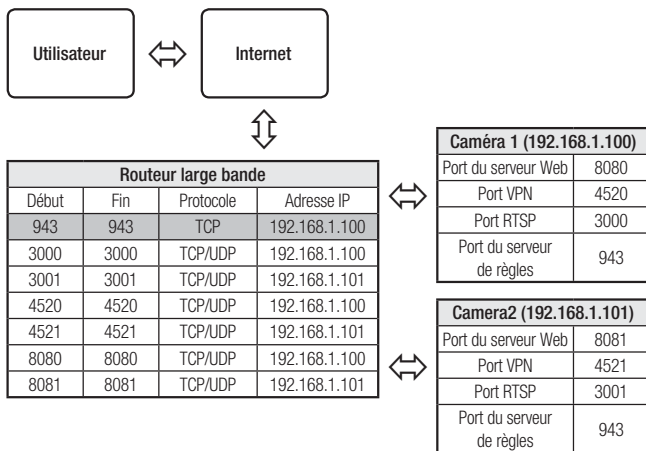 Utilisateur
Internet
Routeur large bande
Début Fin Protocole Adresse IP
943 943 TCP 192.168.1.100
3000 3000 TCP/UDP 192.168.1.100
3001 3001 TCP/UDP 192.168.1.101
4520 4520 TCP/UDP 192.168.1.100
4521 4521 TCP/UDP 192.168.1.101
8080 8080 TCP/UDP 192.168.1.100
8081 8081 TCP/UDP 192.168.1.101
Caméra 1 (192.168.1.100)
Port du serveur Web 8080
Port VPN 4520
Port RTSP 3000
Port du serveur
de règles 943
Camera2 (192.168.1.101)
Port du serveur Web 8081
Port VPN 4521
Port RTSP 3001
Port du serveur
de règles 943